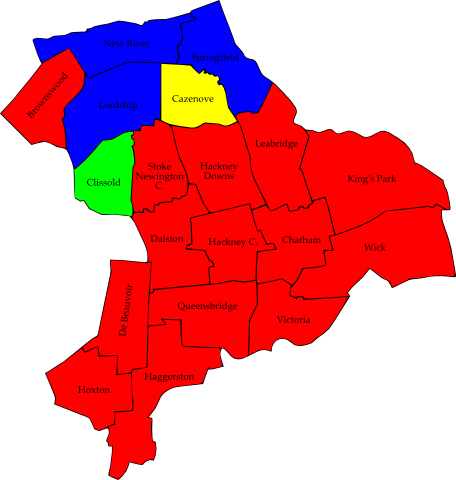 New River
Springfield
Brownswood
Lordship
Cazenove
Leabridge
Stoke
Newington
C.
Hackney
Downs
Clissold
King's Park
Dalston
Hackney C.
Chatham
Wick
De Beauvoir
Queensbridge
Victoria
Haggerston
Hoxton